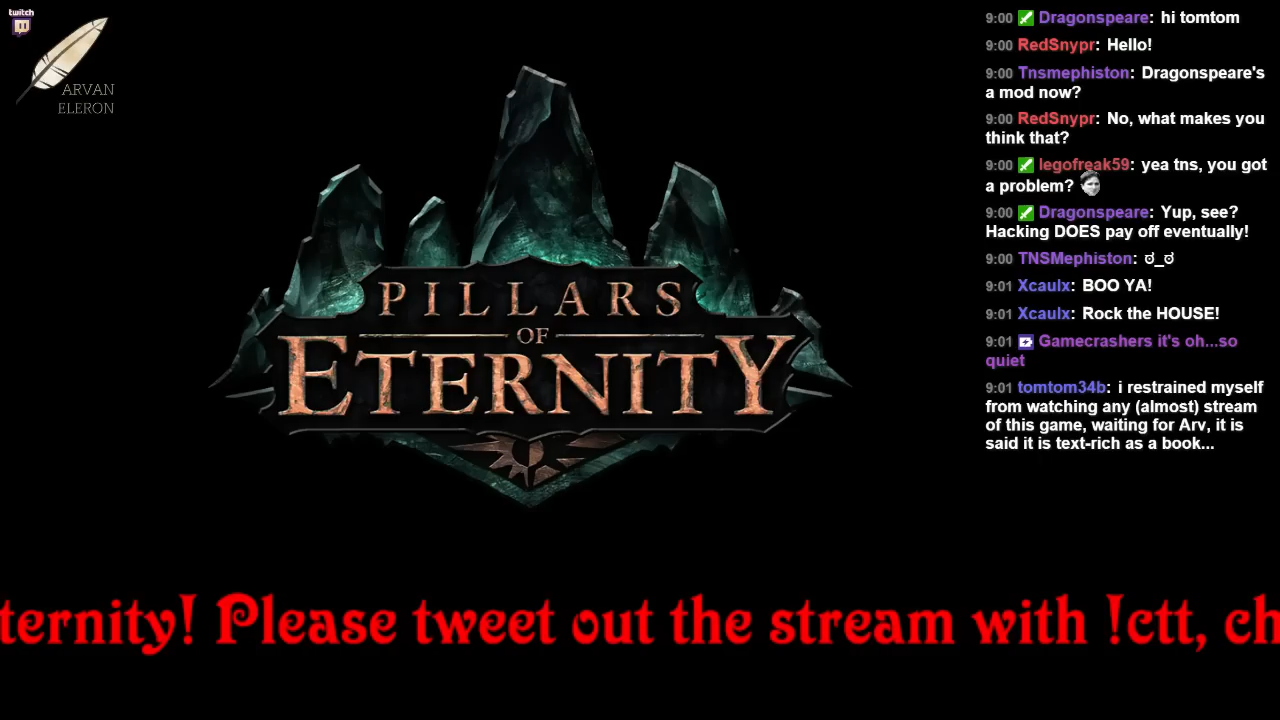 twitch
ARVAN
ELERON
PILLARS
OF
ETERNITY
ternity! Please tweet out the stream with !ctt, ch
9:00 Dragonspeare: hi tomtom
9:00 RedSnypr: Hello!
9:00 Tnsmephiston: Dragonspeare's
a mod now?
9:00 RedSnypr: No, what makes you
think that?
9:00 legofreak59: yea tns, you got
a problem?
9:00 Dragonspeare: Yup, see?
Hacking DOES pay off eventually!
9:00 TNSMephiston: ಠ_ಠ
9:01 Xcaulx: BOO YA!
9:01 Xcaulx: Rock the HOUSE!
9:01 Gamecrashers it's oh...so
quiet
9:01 tomtom34b: i restrained myself
from watching any (almost) stream
of this game, waiting for Arv, it is
said it is text-rich as a book...